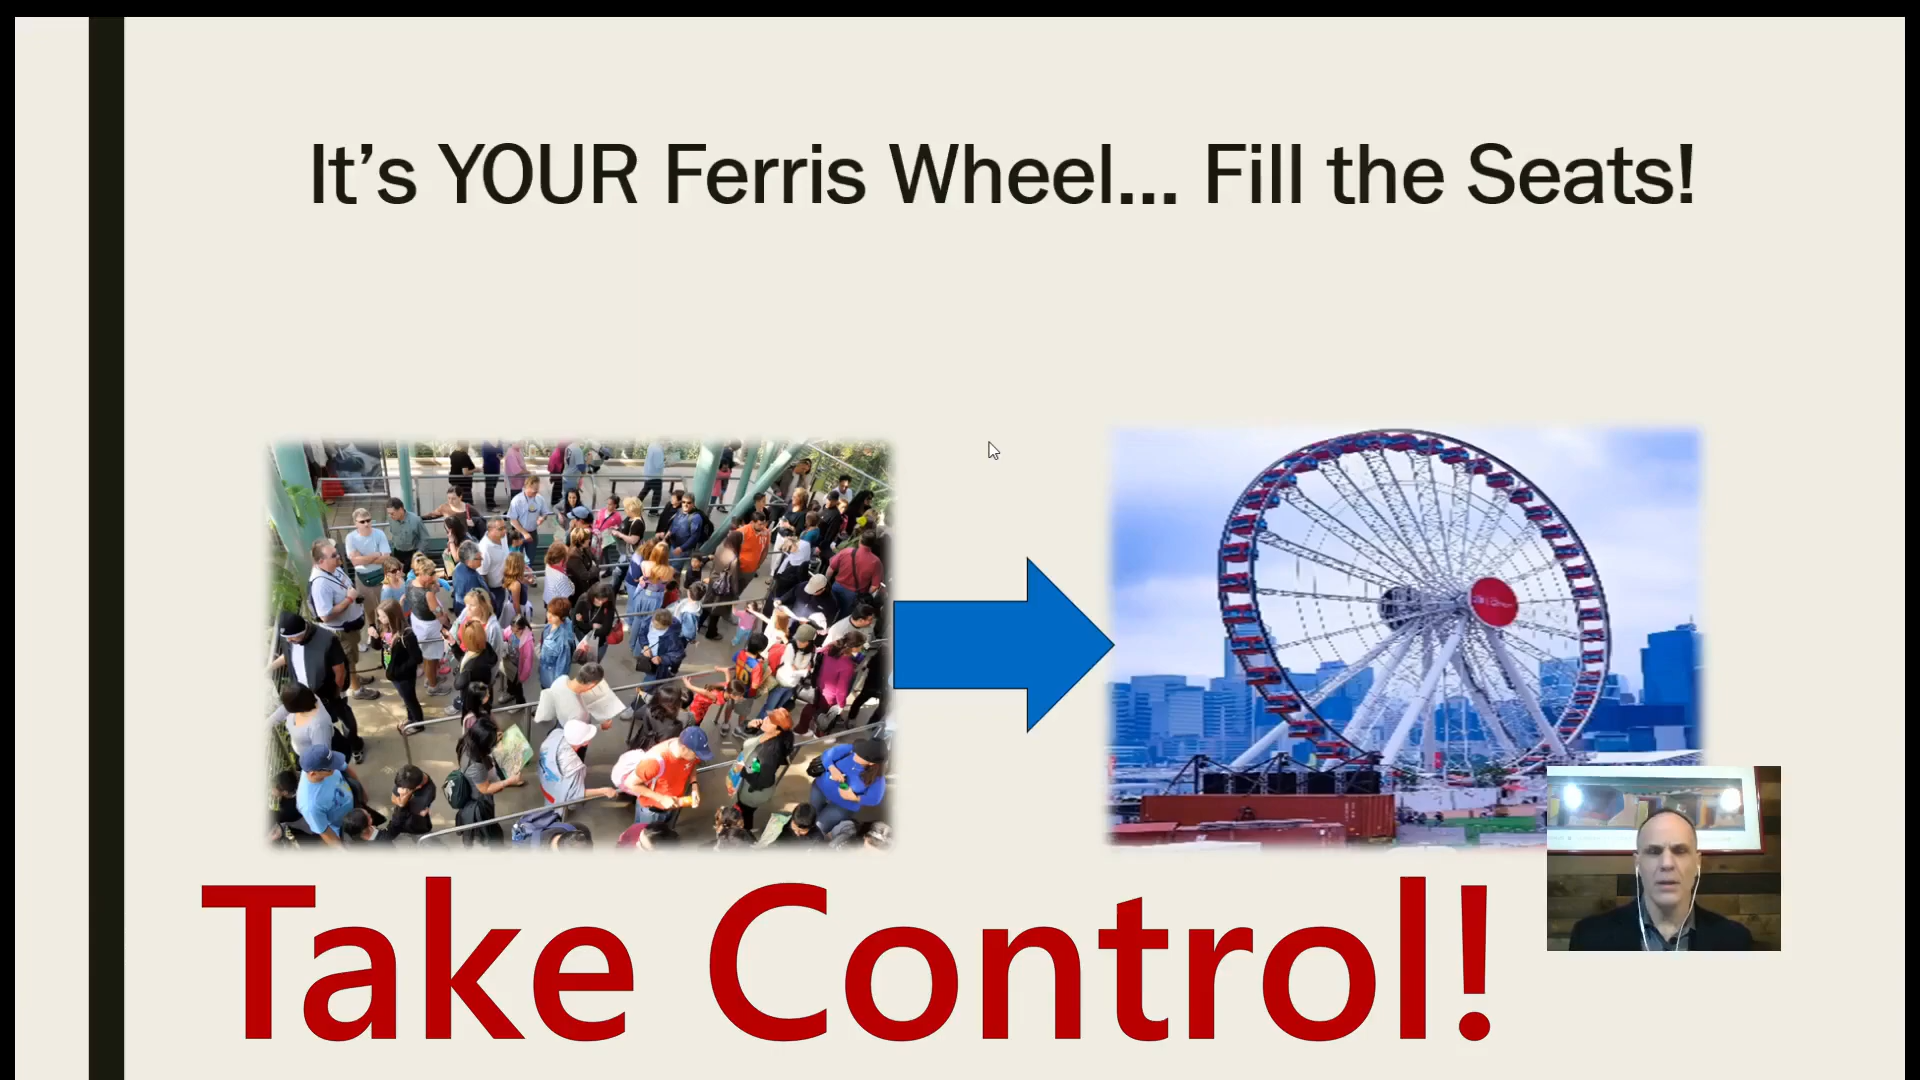 It’s YOUR Ferris Wheel... Fill the Seats!
Take Control!